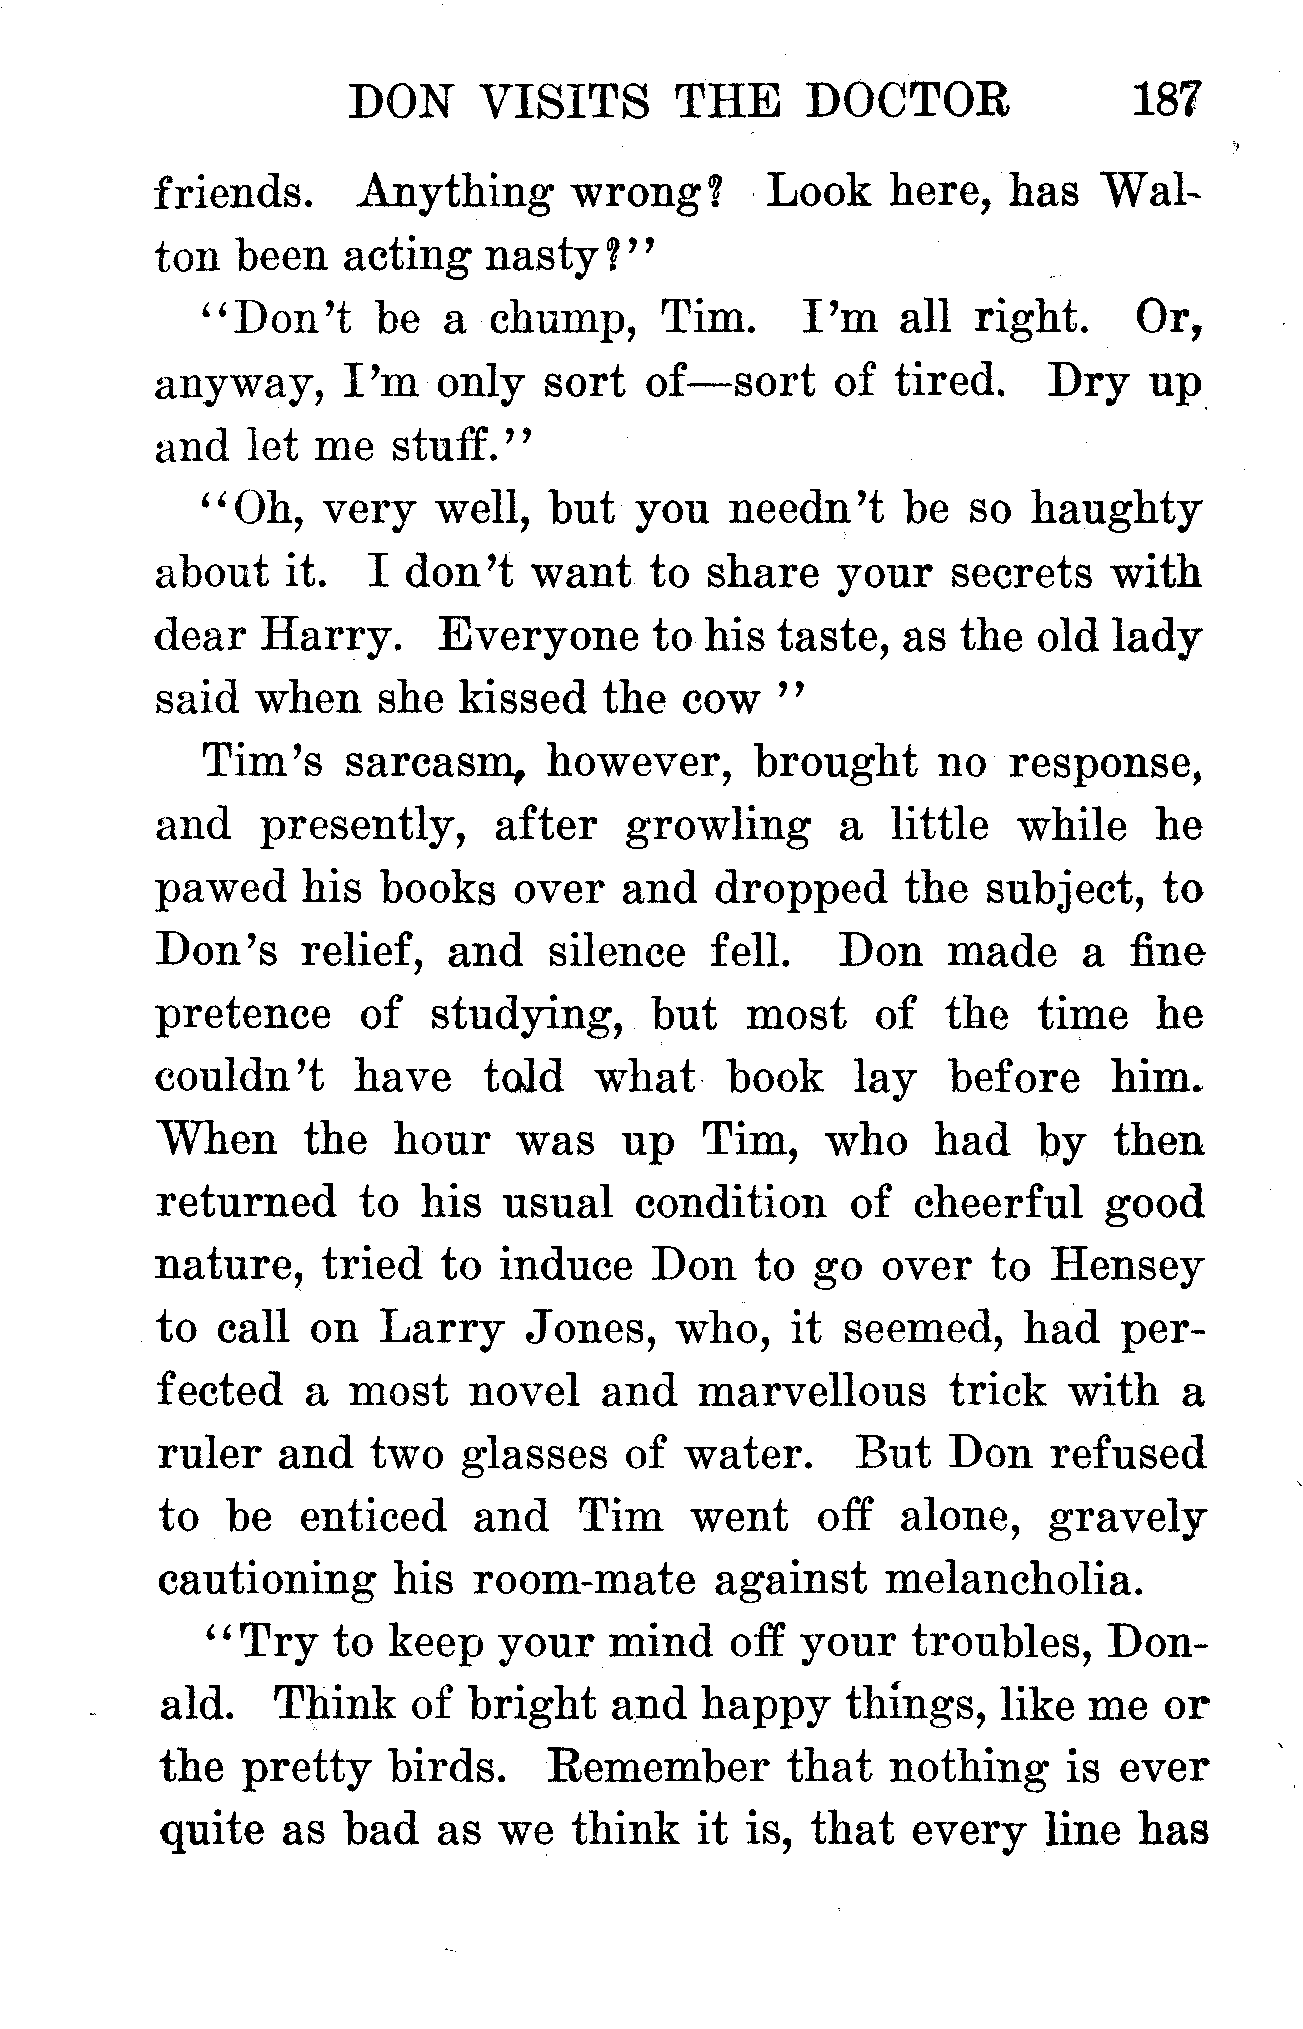 DON VISITS THE DOCTOR 187
friends. Anything wrong? Look here, has Wal-
ton been acting nasty?"
"Don't be a chump, Tim. I'm all right. Or,
anyway, I'm only sort of—sort of tired. Dry up
and let me stuff."
"Oh, very well, but you needn't be so haughty
about it. I don't want to share your secrets with
dear Harry. Everyone to his taste, as the old lady
said when she kissed the cow "
Tim's sarcasm, however, brought no response,
and presently, after growling a little while he
pawed his books over and dropped the subject, to
Don's relief, and silence fell. Don made a fine
pretence of studying, but most of the time he
couldn't have told what book lay before him.
When the hour was up Tim, who had by then
returned to his usual condition of cheerful good
nature, tried to induce Don to go over to Hensey
to call on Larry Jones, who, it seemed, had per-
fected a most novel and marvellous trick with a
ruler and two glasses of water. But Don refused
to be enticed and Tim went off alone, gravely
cautioning his room-mate against melancholia.
"Try to keep your mind off your troubles, Don-
ald. Think of bright and happy things, like me or
the pretty birds. Remember that nothing is ever
quite as bad as we think it is, that every line has